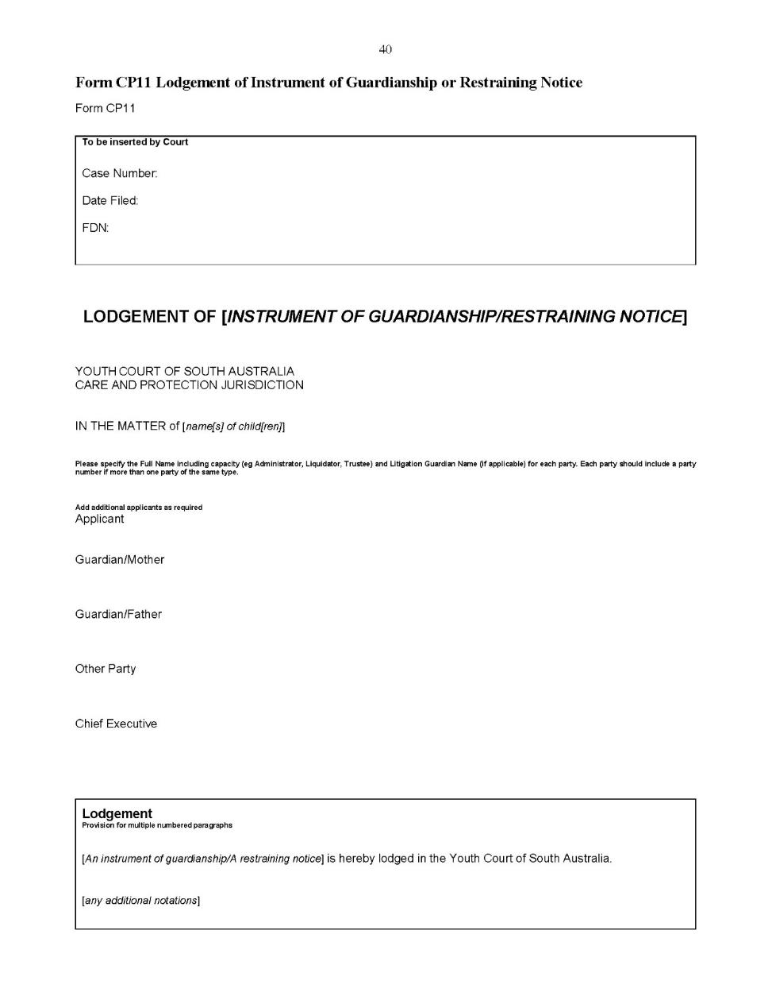 40
Form CP11 Lodgement of Instrument of Guardianship or Restraining Notice
Form CP11
To be inserted by Court
Case Number:
Date Filed:
FDN:
LODGEMENT OF [INSTRUMENT OF GUARDIANSHIP/RESTRAINING NOTICE]
YOUTH COURT OF SOUTH AUSTRALIA
CARE AND PROTECTION JURISDICTION
IN THE MATTER of [name[s] of child[ren]]
Please specify the Full Name including capacity (eg Administrator, Liquidator, Trustee) and Litigation Guardian Name (if applicable) for each party. Each party should include a party
number if more than one party of the same type.
Add additional applicants as required
Applicant
Guardian/Mother
Guardian/Father
Other Party
Chief Executive
Lodgement
Provision for multiple numbered paragraphs
[An instrument of guardianship/A restraining notice] is hereby lodged in the Youth Court of South Australia.
[any additional notations]